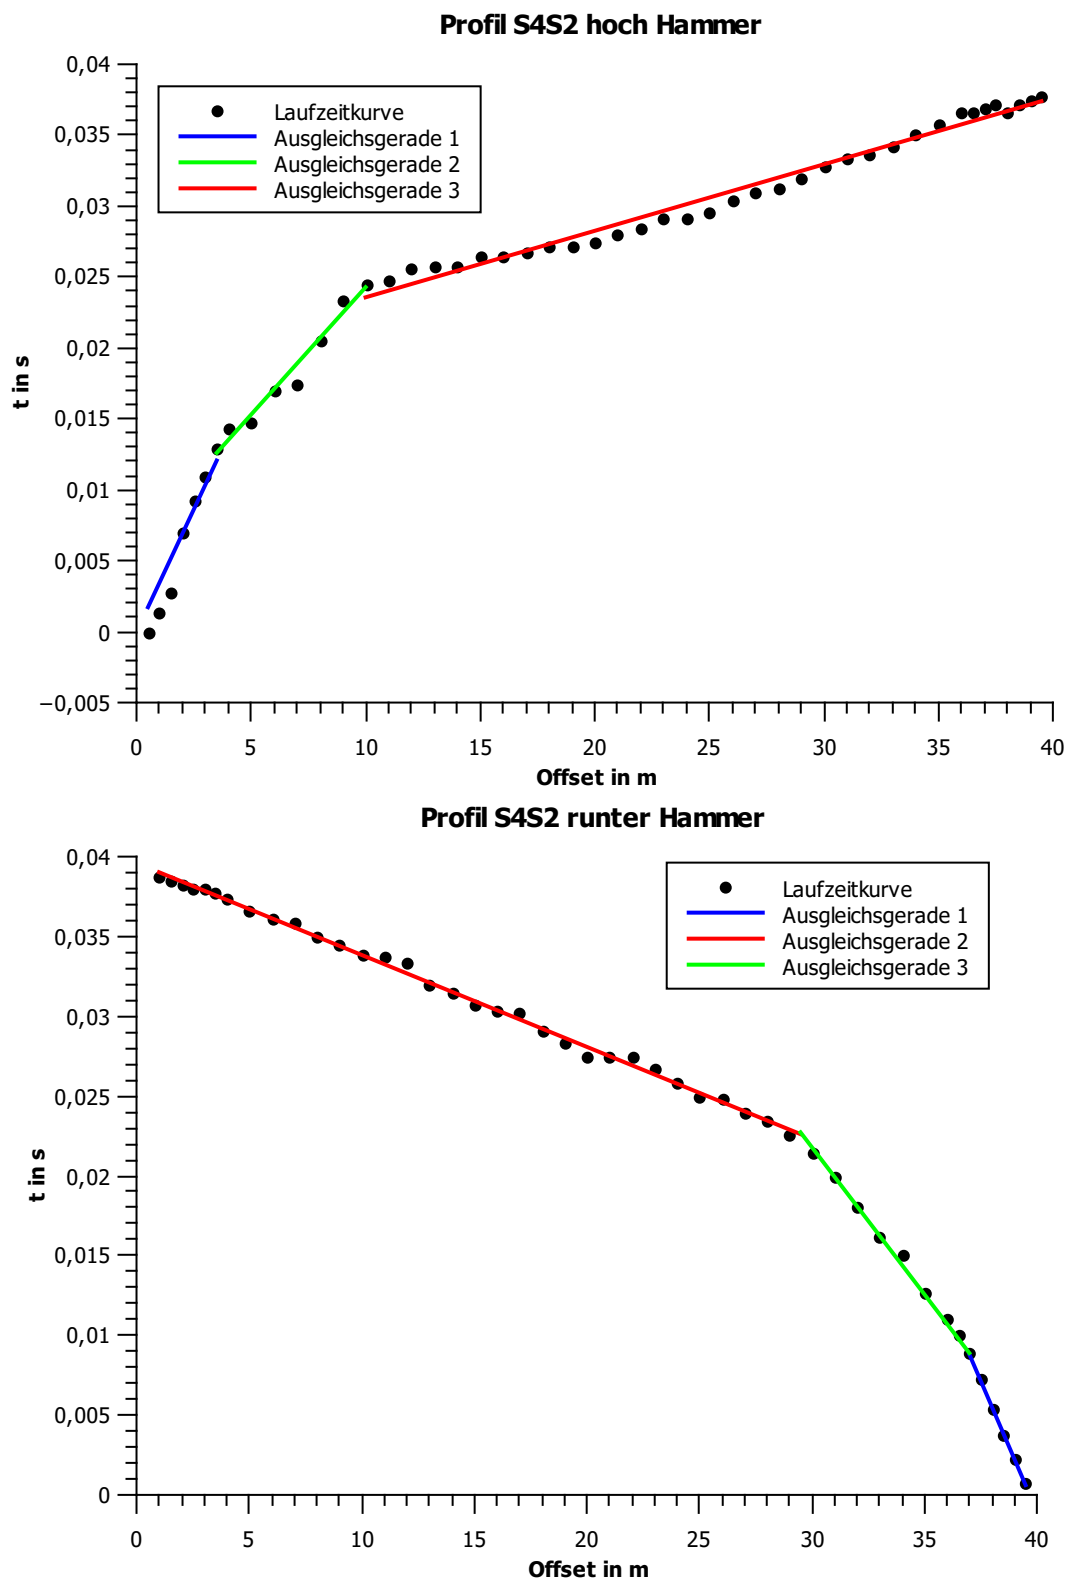 Profil S4S2 hoch Hammer
0,04
0,035
0,03
0,025
0,02
0,015
0,01
0,005
0
−0,005
t in s
Laufzeitkurve
Ausgleichsgerade 1
Ausgleichsgerade 2
Ausgleichsgerade 3
0 5 10 15 20 25 30 35 40
Offset in m
Profil S4S2 runter Hammer
0,04
0,035
0,03
0,025
0,02
0,015
0,01
0,005
0
t in s
Laufzeitkurve
Ausgleichsgerade 1
Ausgleichsgerade 2
Ausgleichsgerade 3
0 5 10 15 20 25 30 35 40
Offset in m